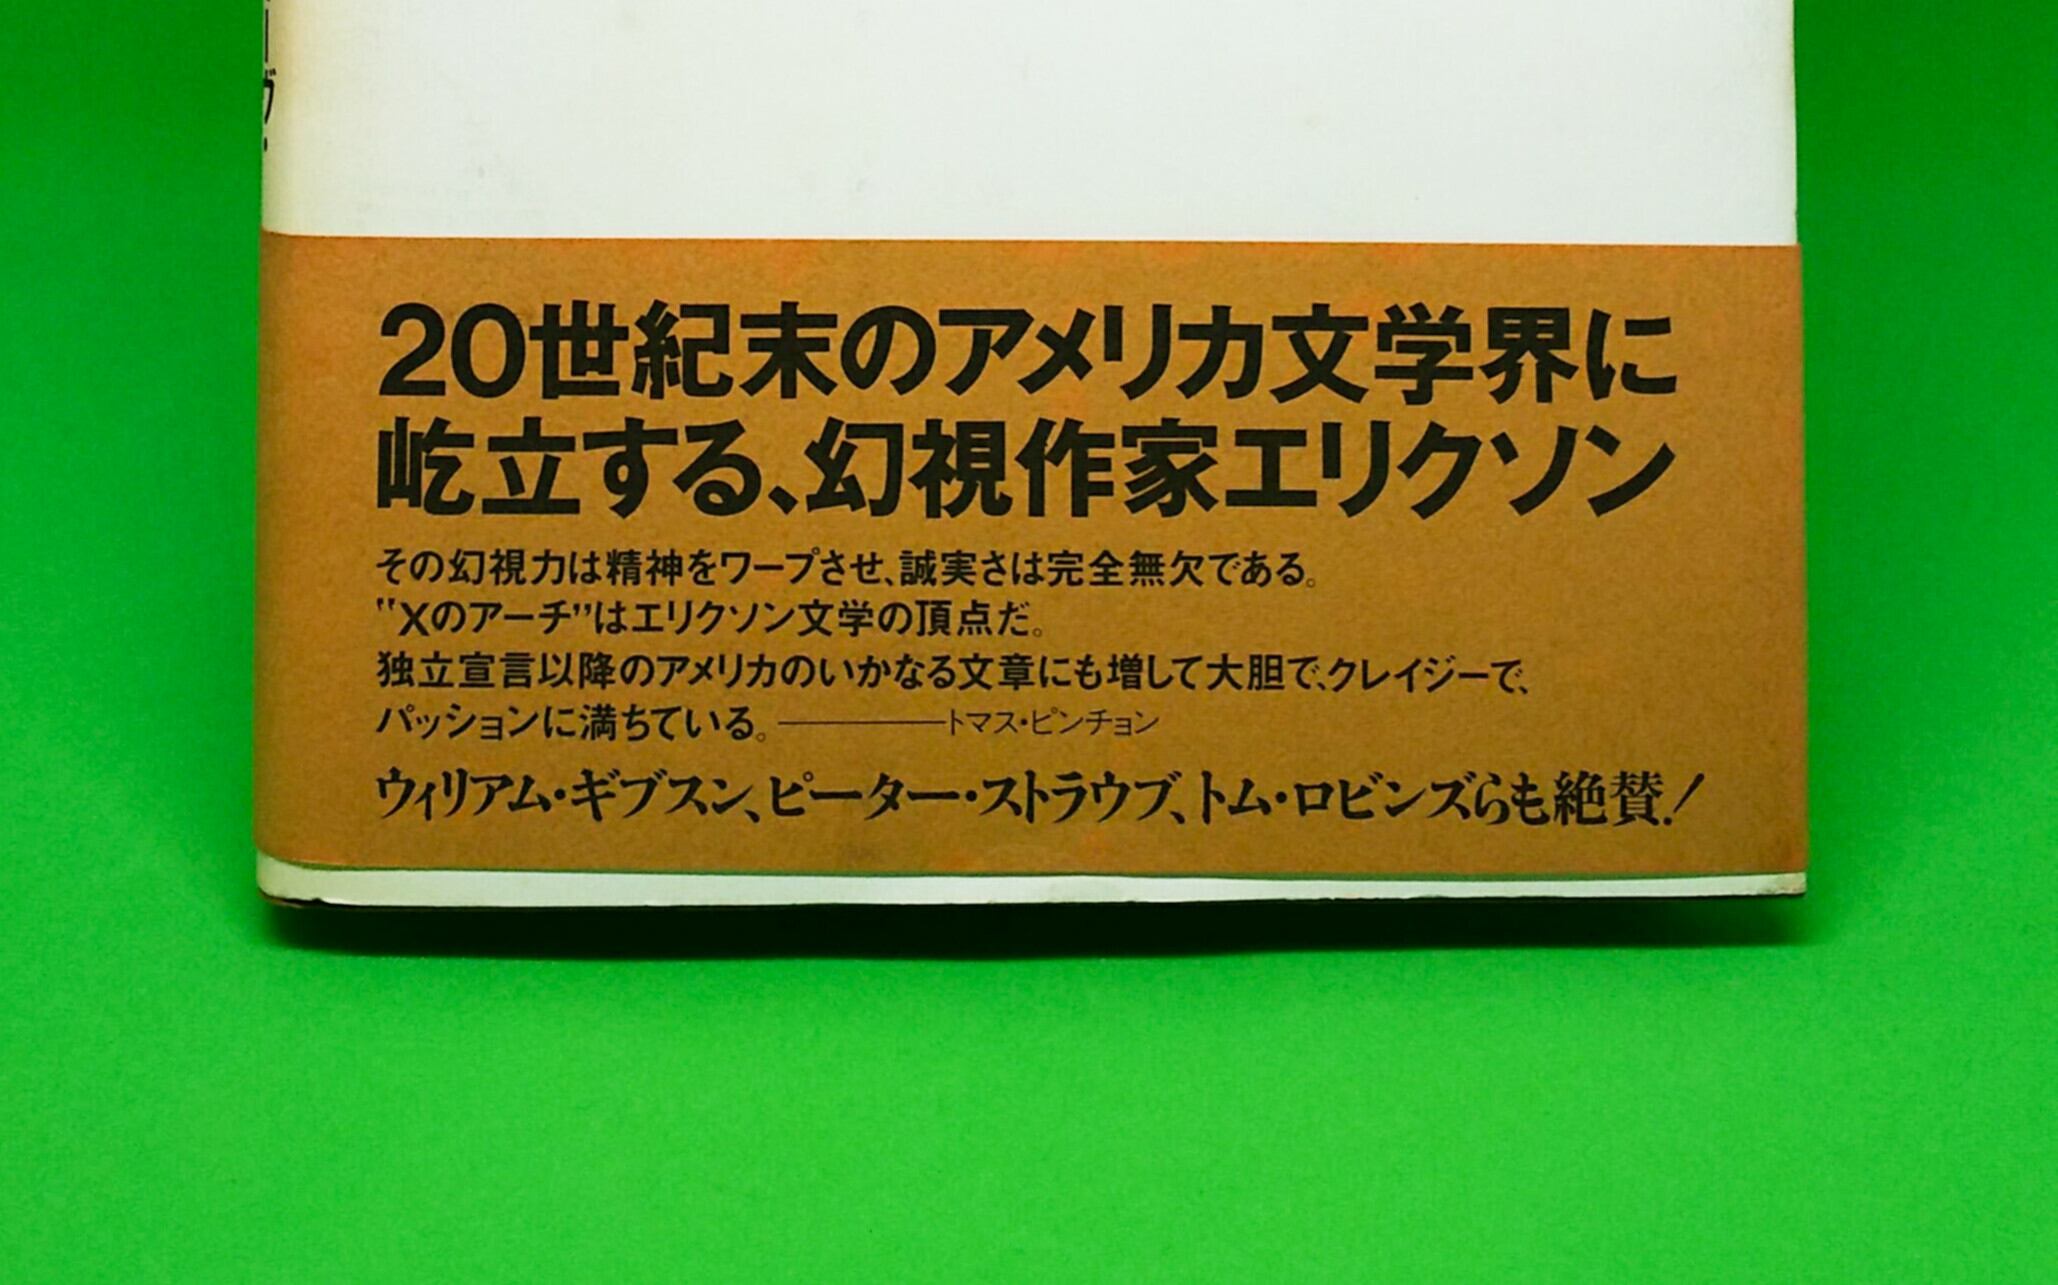 ーヴ・
20世紀末のアメリカ文学界に
屹立する、幻視作家エリクソン
その幻視力は精神をワープさせ、誠実さは完全無欠である。
"Xのアーチ"はエリクソン文学の頂点だ。
独立宣言以降のアメリカのいかなる文章にも増して大胆で、クレイジーで、
パッションに満ちている。————トマス・ピンチョン
ウィリアム・ギブスン、ピーター・ストラウブ、トム・ロビンズらも絶賛!